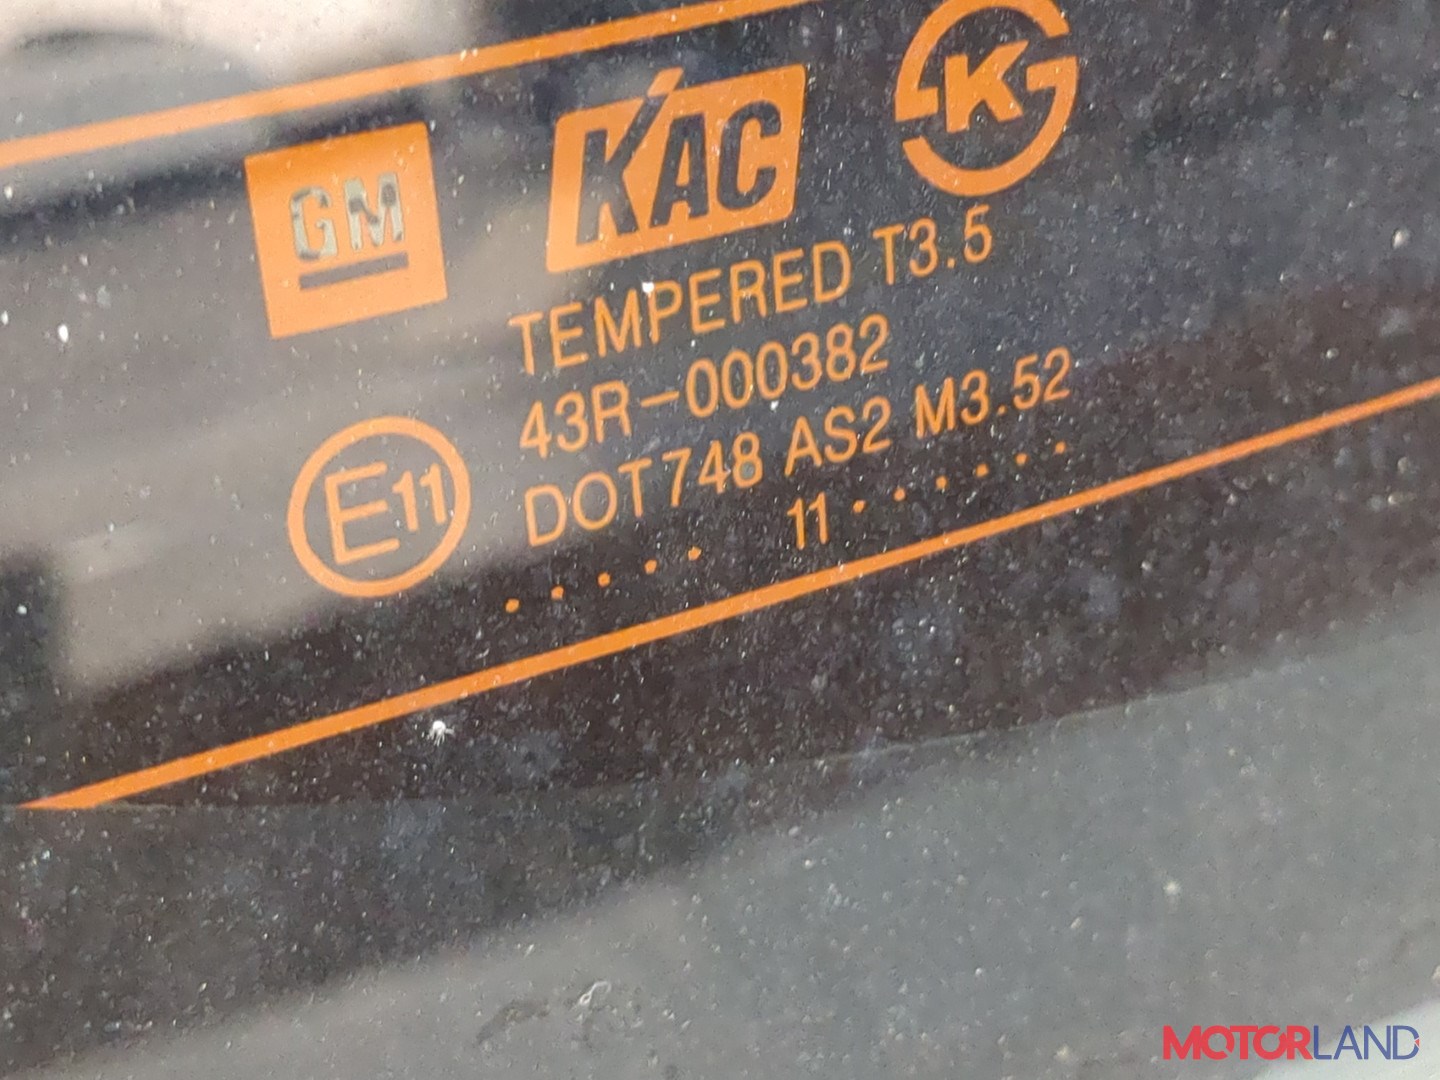 GM
KAC
K
TEMPERED T3.5
43R-000382
E11
DOT748 AS2 M3.52
..... 11.......
MOTORLAND